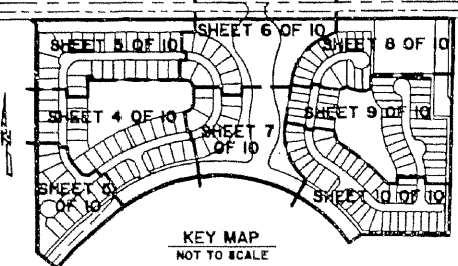 SHEET 6 OF 10
SHEET 5 OF 10
SHEET 8 OF 10
SHEET 4 OF 10
SHEET 9 OF 10
SHEET 7
OF 10
SHEET
OF 10
SHEET 10 OF 10
KEY MAP
NOT TO SCALE